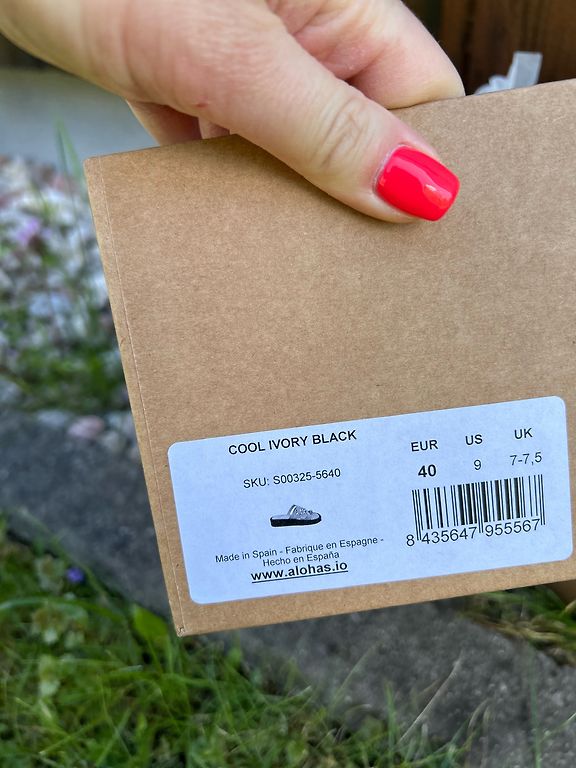 COOL IVORY BLACK
SKU: S00325-5640
Made in Spain - Fabrique en Espagne -
Hecho en España
www.alohas.io
EUR US UK
40 9 7-7,5
8 435647 955567